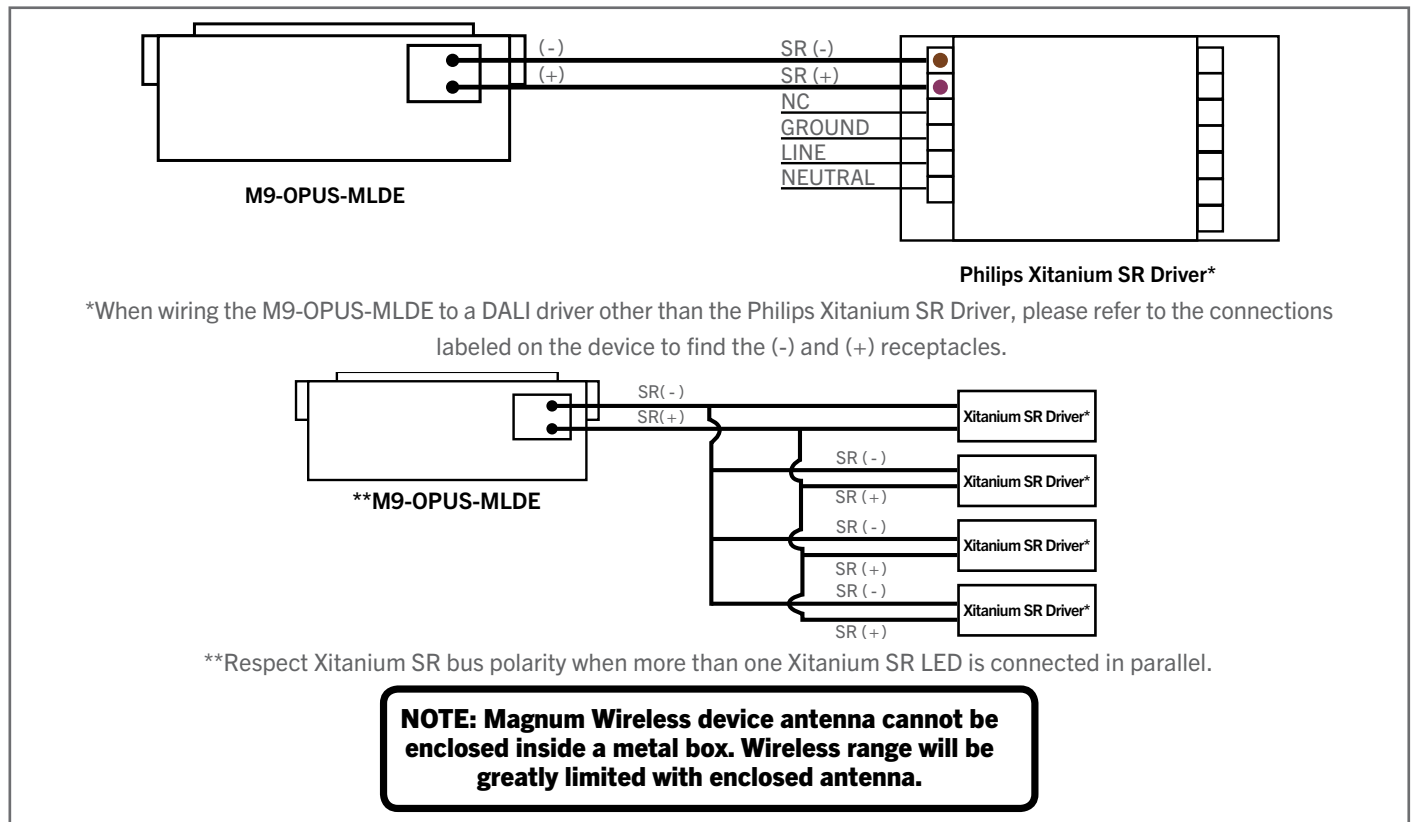 (-)
SR (-)
(+)
SR (+)
NC
GROUND
LINE
NEUTRAL
M9-OPUS-MLDE
Philips Xitanium SR Driver*
*When wiring the M9-OPUS-MLDE to a DALI driver other than the Philips Xitanium SR Driver, please refer to the connections
labeled on the device to find the (-) and (+) receptacles.
SR(-)
SR(+)
Xitanium SR Driver*
SR (-)
Xitanium SR Driver*
SR (+)
**M9-OPUS-MLDE
SR (-)
Xitanium SR Driver*
SR (+)
SR (-)
Xitanium SR Driver*
SR (+)
**Respect Xitanium SR bus polarity when more than one Xitanium SR LED is connected in parallel.
NOTE: Magnum Wireless device antenna cannot be
enclosed inside a metal box. Wireless range will be
greatly limited with enclosed antenna.